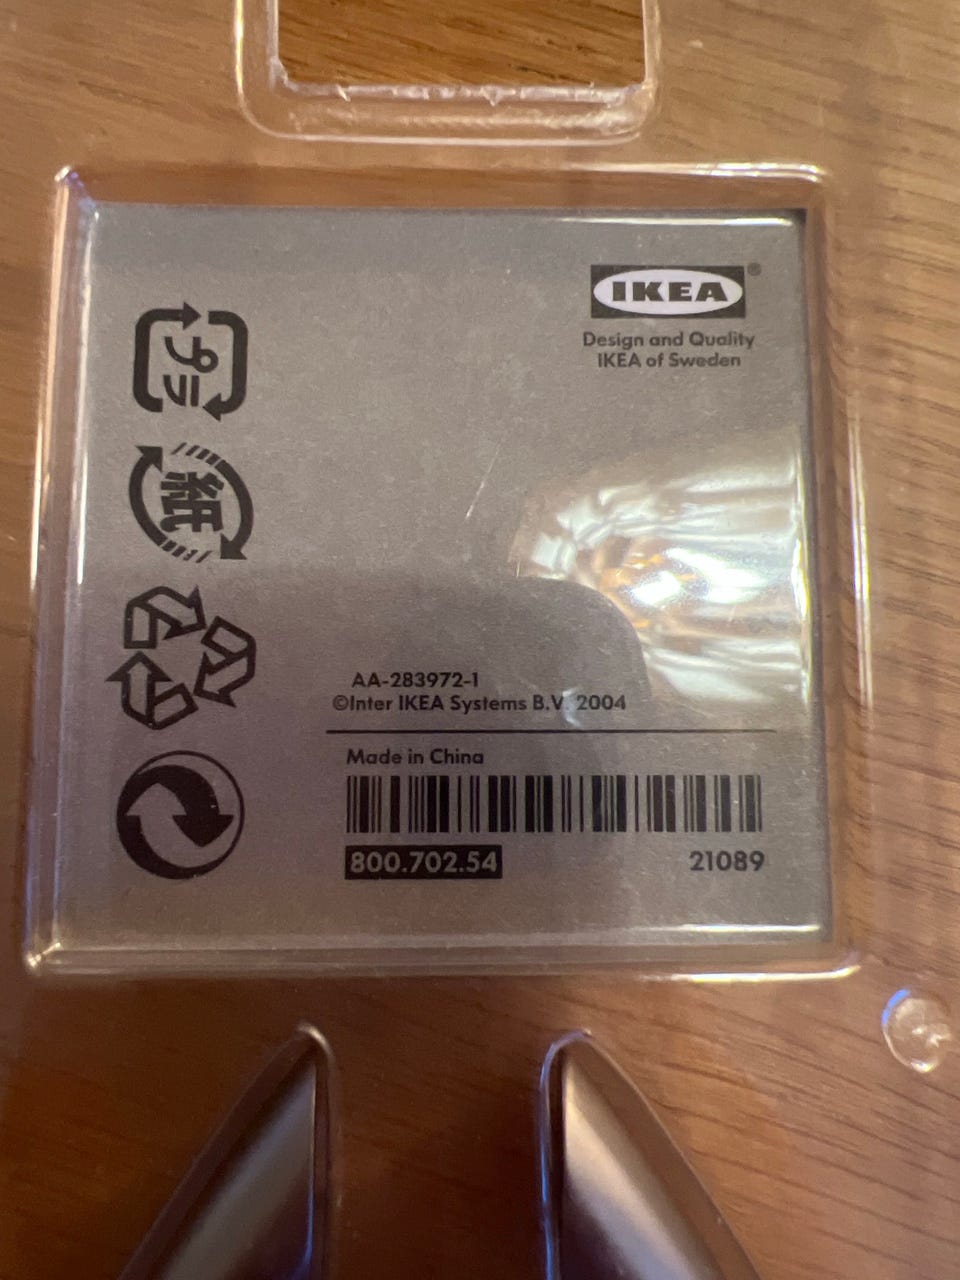 IKEA®
Design and Quality
IKEA of Sweden
プラ
紙
AA-283972-1
©Inter IKEA Systems B.V. 2004
Made in China
800.702.54
21089